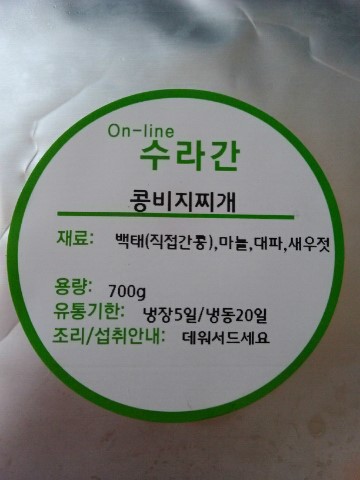 On-line
수라간
콩비지찌개
재료: 백태(직접간콩),마늘,대파,새우젓
용량: 700g
유통기한: 냉장5일/냉동20일
조리/섭취안내: 데워서드세요